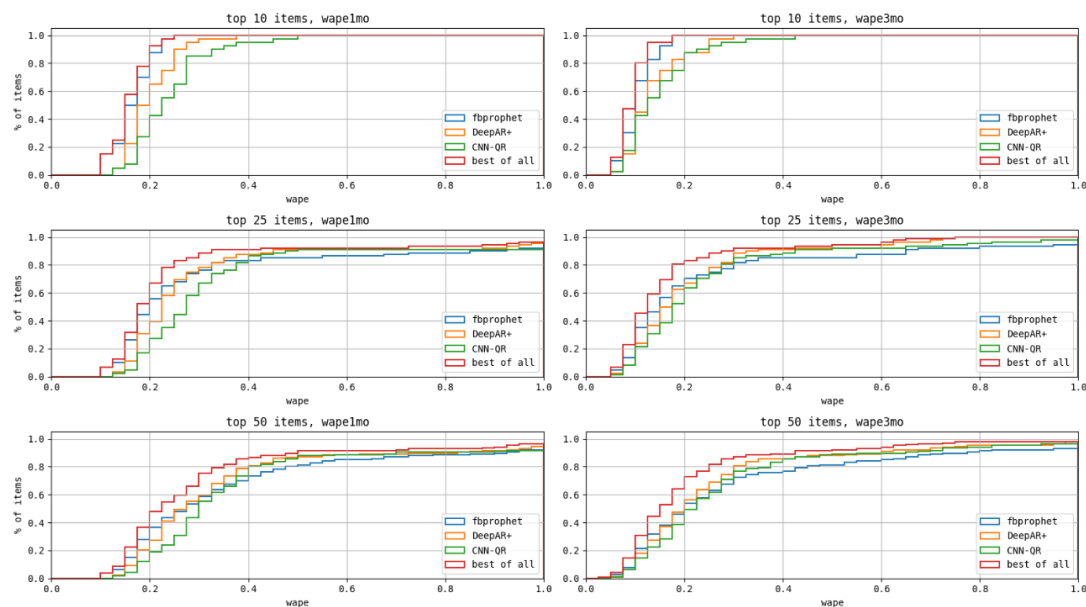 top 10 items, wape1mo
1.0
0.8
0.6
0.4
0.2
0.0
% of items
fbprophet
DeepAR+
CNN-QR
best of all
0.0 0.2 0.4 0.6 0.8 1.0
wape
top 10 items, wape3mo
1.0
0.8
0.6
0.4
0.2
0.0
% of items
fbprophet
DeepAR+
CNN-QR
best of all
0.0 0.2 0.4 0.6 0.8 1.0
wape
top 25 items, wape1mo
1.0
0.8
0.6
0.4
0.2
0.0
% of items
fbprophet
DeepAR+
CNN-QR
best of all
0.0 0.2 0.4 0.6 0.8 1.0
wape
top 25 items, wape3mo
1.0
0.8
0.6
0.4
0.2
0.0
% of items
fbprophet
DeepAR+
CNN-QR
best of all
0.0 0.2 0.4 0.6 0.8 1.0
wape
top 50 items, wape1mo
1.0
0.8
0.6
0.4
0.2
0.0
% of items
fbprophet
DeepAR+
CNN-QR
best of all
0.0 0.2 0.4 0.6 0.8 1.0
wape
top 50 items, wape3mo
1.0
0.8
0.6
0.4
0.2
0.0
% of items
fbprophet
DeepAR+
CNN-QR
best of all
0.0 0.2 0.4 0.6 0.8 1.0
wape